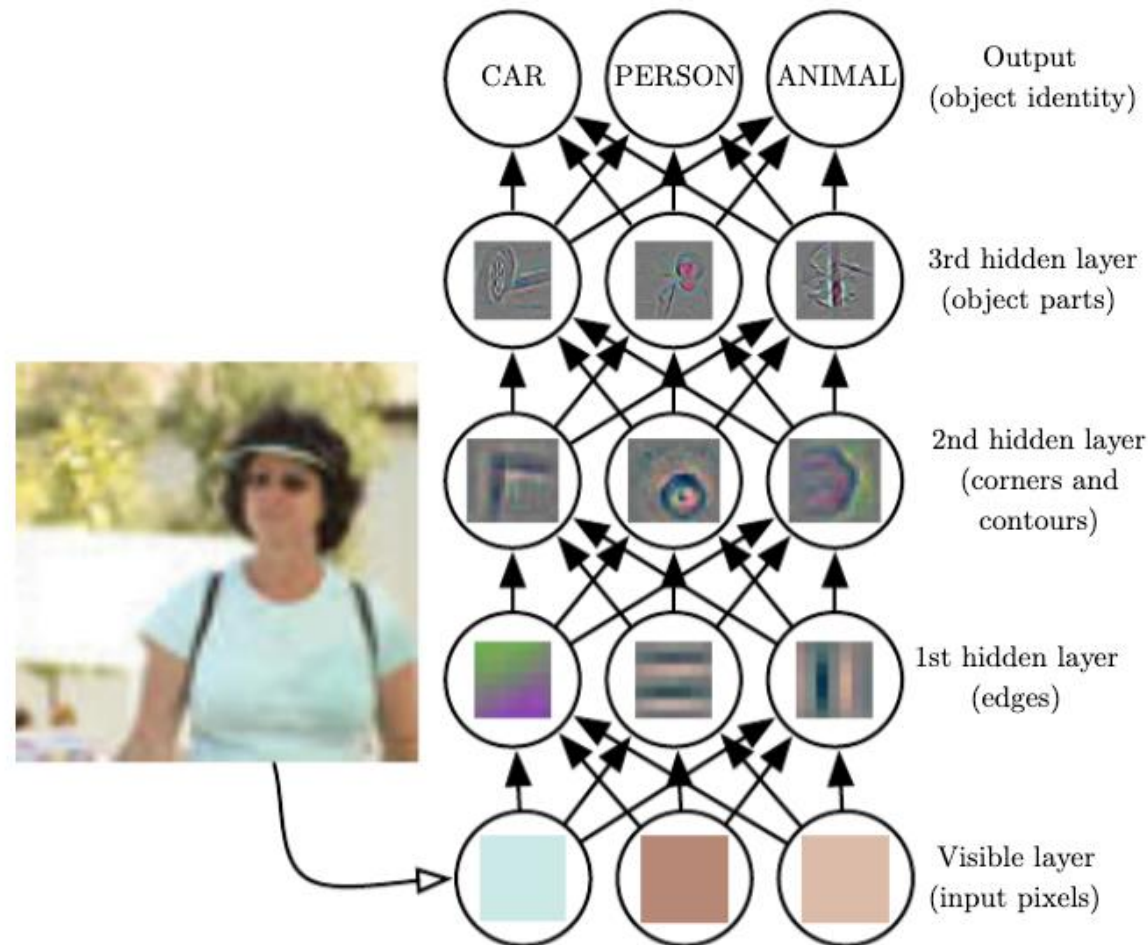 CAR PERSON ANIMAL
Output
(object identity)
3rd hidden layer
(object parts)
2nd hidden layer
(corners and
contours)
1st hidden layer
(edges)
Visible layer
(input pixels)